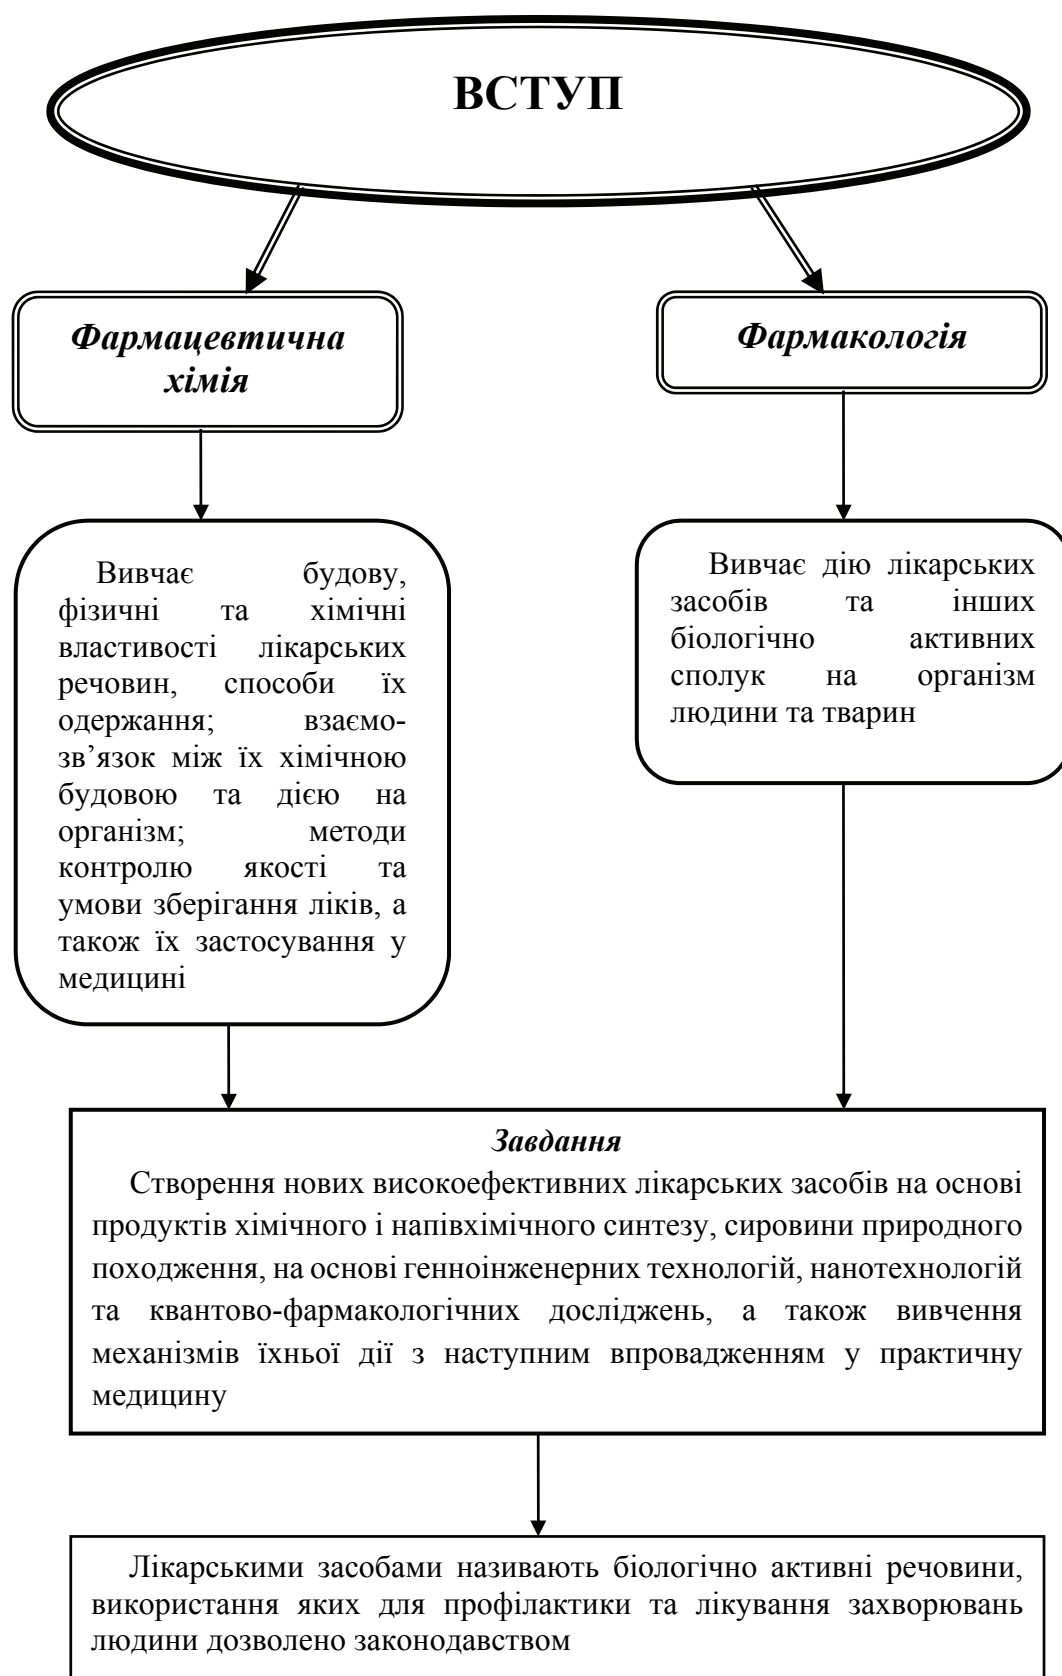 ВСТУП
Фармацевтична
хімія
Фармакологія
Вивчає будову,
фізичні та хімічні
властивості лікарських
речовин, способи їх
одержання; взаємо-
зв’язок між їх хімічною
будовою та дією на
організм; методи
контролю якості та
умови зберігання ліків, а
також їх застосування у
медицині
Вивчає дію лікарських
засобів та інших
біологічно активних
сполук на організм
людини та тварин
Завдання
Створення нових високоефективних лікарських засобів на основі
продуктів хімічного і напівхімічного синтезу, сировини природного
походження, на основі генноінженерних технологій, нанотехнологій
та квантово-фармакологічних досліджень, а також вивчення
механізмів їхньої дії з наступним впровадженням у практичну
медицину
Лікарськими засобами називають біологічно активні речовини,
використання яких для профілактики та лікування захворювань
людини дозволено законодавством